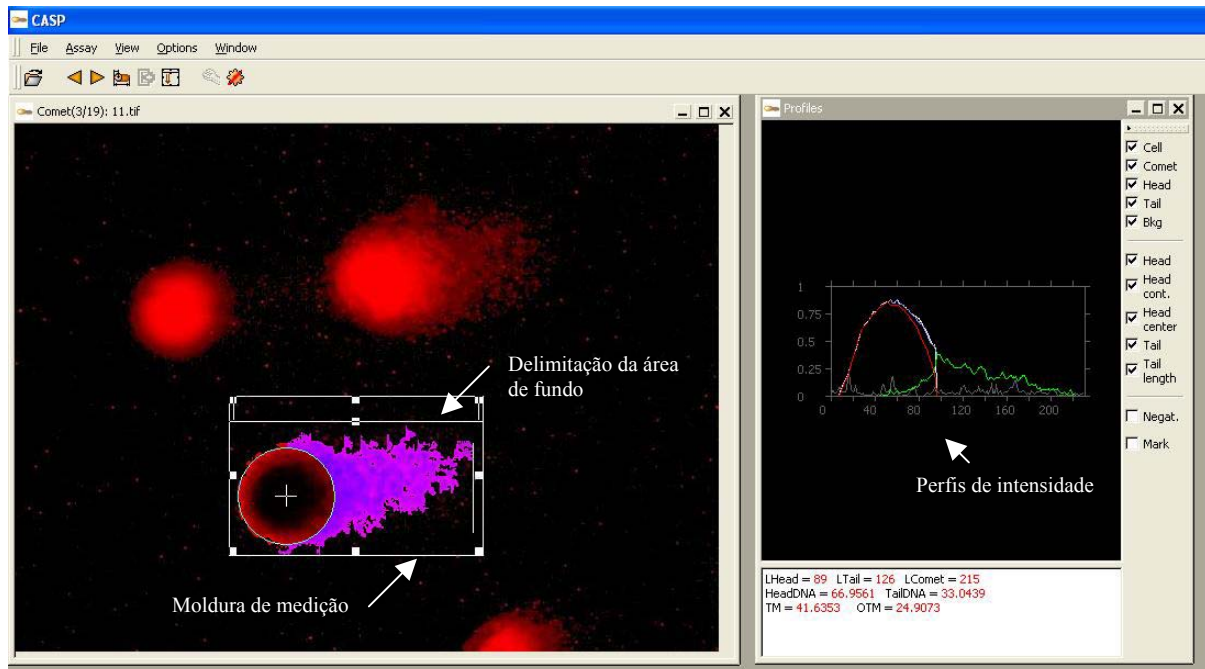 CASP
File Assay View Options Window
Comet(3/19): 11.tif
Delimitação da área
de fundo
Moldura de medição
Profiles
Cell
Comet
Head
Tail
Bkg
Head
Head
cont.
Head
center
Tail
Tail
length
Negat.
Mark
1
0.75
0.5
0.25
0
0 40 80 120 160 200
Perfis de intensidade
LHead = 89 LTail = 126 LComet = 215
HeadDNA = 66.9561 TailDNA = 33.0439
TM = 41.6353 OTM = 24.9073